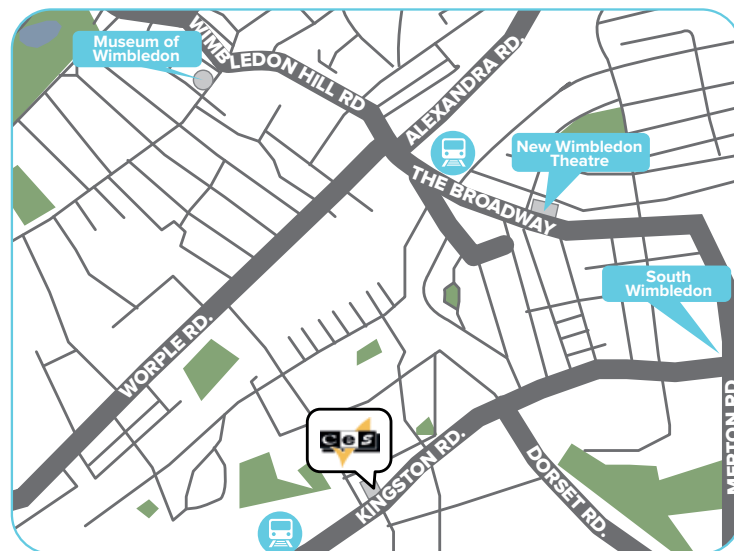 WIMBLEDON HILL RD
Museum of
Wimbledon
ALEXANDRA RD.
New Wimbledon
Theatre
THE BROADWAY
South
Wimbledon
WORPLE RD.
ces
KINGSTON RD.
DORSET RD.
MERTON RD